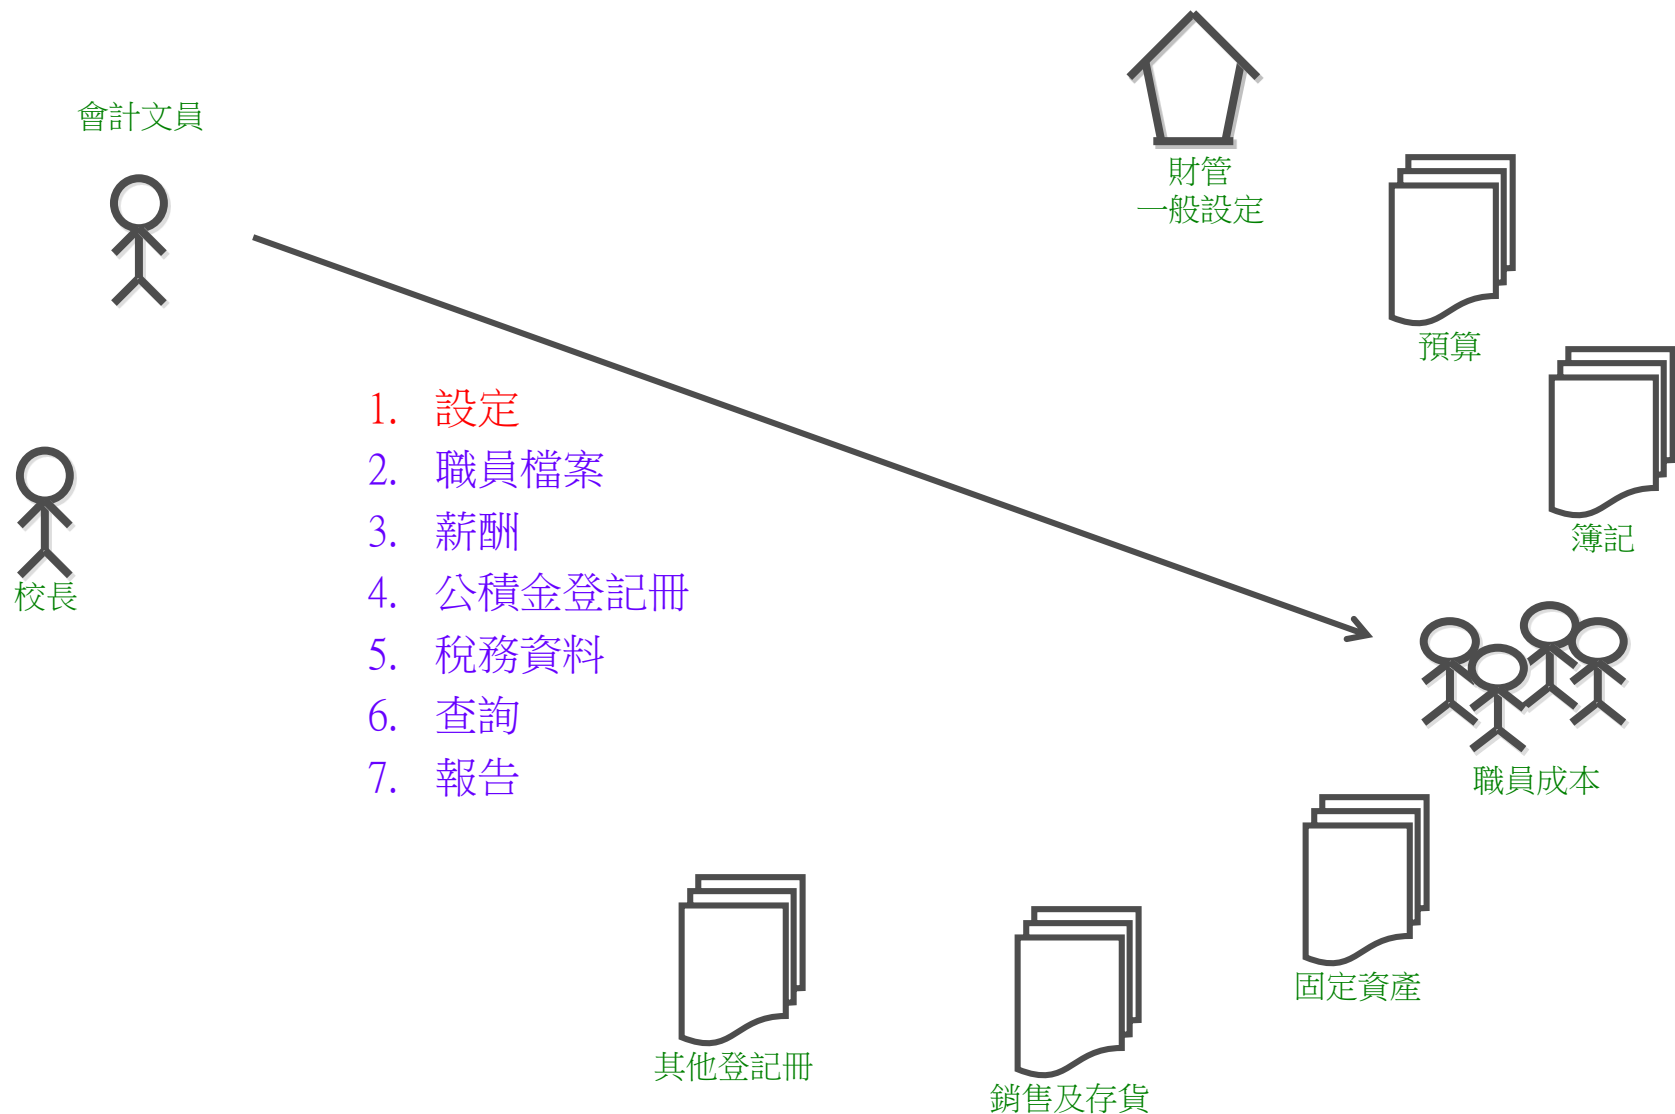 會計文員
財管
一般設定
預算
1. 設定
2. 職員檔案
3. 薪酬
4. 公積金登記冊
5. 稅務資料
6. 查詢
7. 報告
簿記
校長
職員成本
固定資產
其他登記冊
銷售及存貨